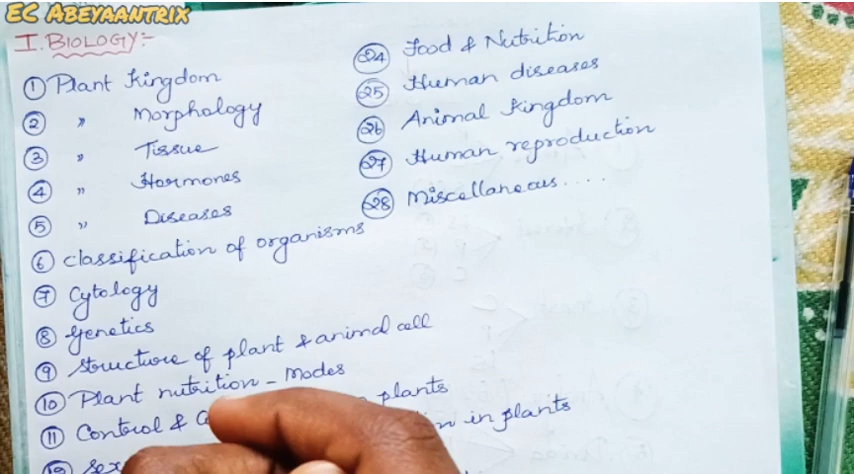 EC ABEYAANTRIX
I. BIOLOGY:-
① Plant kingdom
② " Morphology
③ " Tissue
④ " Hormones
⑤ " Diseases
⑥ classification of organisms
⑦ Cytology
⑧ Genetics
⑨ Structure of plant & animal cell
⑩ Plant nutrition - Modes
⑪ Control & plants
⑫ in plants
㉔ Food & Nutrition
㉕ Human diseases
㉖ Animal kingdom
㉗ Human reproduction
㉘ Miscellaneous....